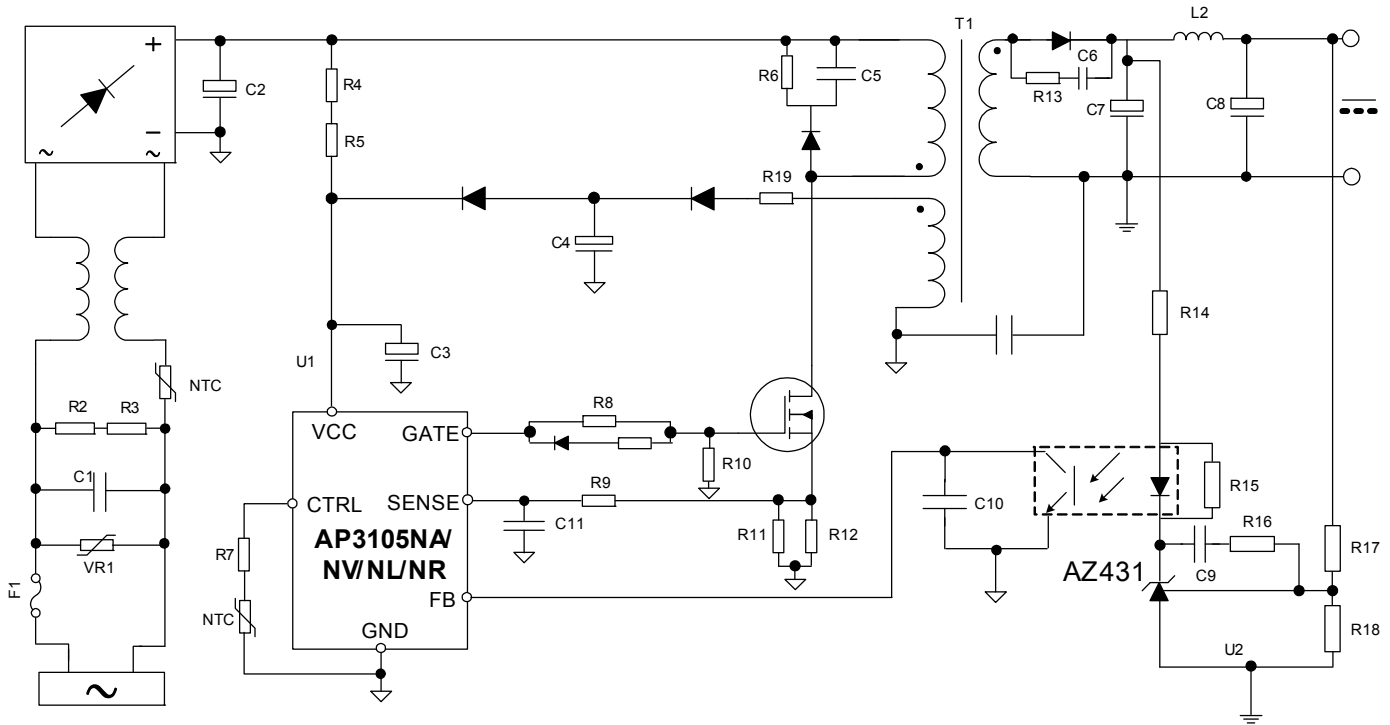 T1
L2
+
C2
R4
R6
C5
R13
C6
C7
C8
−
~
~
R5
R19
C4
R14
U1
C3
NTC
R2
R3
VCC
GATE
R8
R10
C1
CTRL
SENSE
R9
C11
R11
R12
C10
R15
AP3105NA/
NV/NL/NR
R7
R16
R17
VR1
C9
AZ431
F1
FB
NTC
GND
R18
U2
~